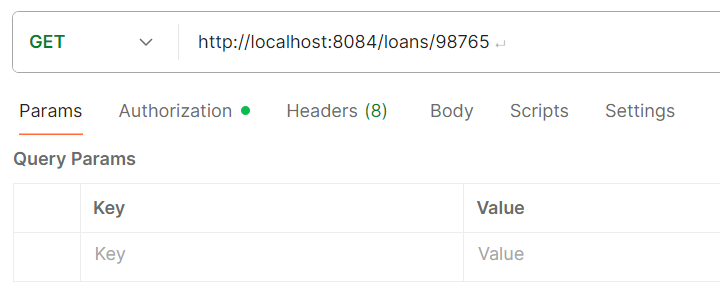 GET http://localhost:8084/loans/98765 ↵
Params Authorization Headers (8) Body Scripts Settings
Query Params
Key Value
Key Value